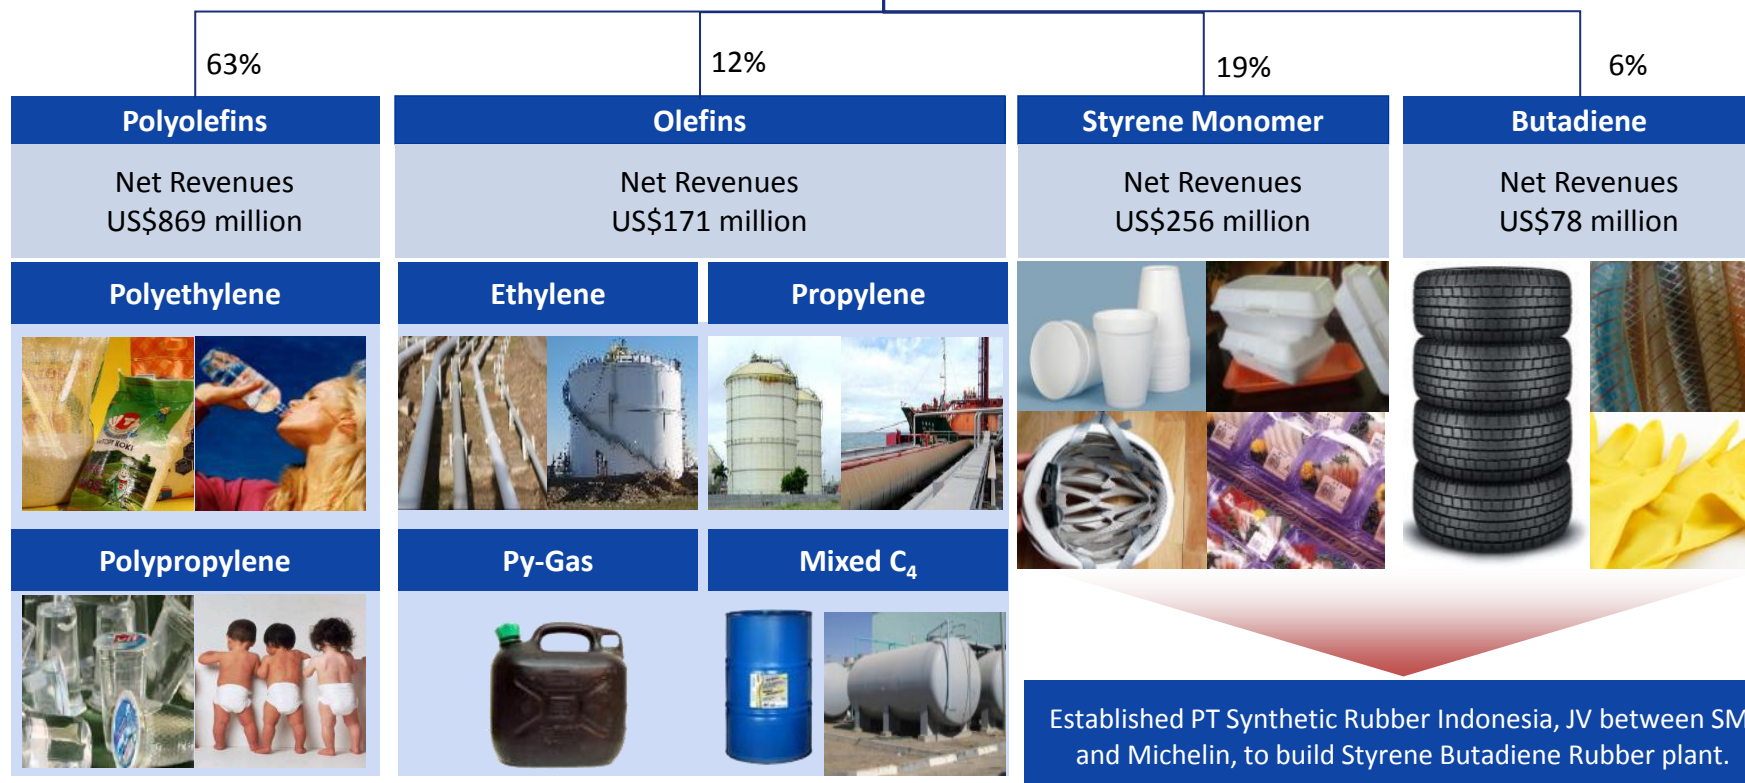 63%
12%
19%
6%
Polyolefins
Olefins
Styrene Monomer
Butadiene
Net Revenues
US$869 million
Net Revenues
US$171 million
Net Revenues
US$256 million
Net Revenues
US$78 million
Polyethylene
Ethylene
Propylene
Polypropylene
Py-Gas
Mixed C₄
Established PT Synthetic Rubber Indonesia, JV between SM
and Michelin, to build Styrene Butadiene Rubber plant.